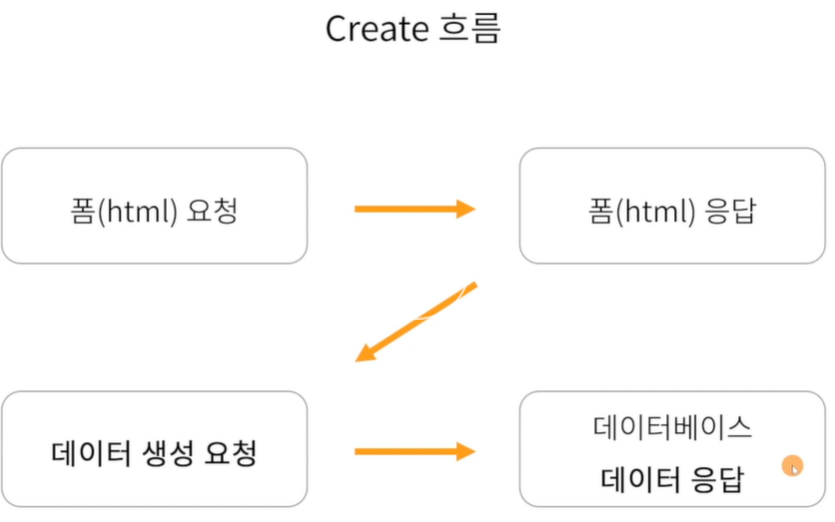 Create 흐름
폼(html) 요청
폼(html) 응답
데이터 생성 요청
데이터베이스
데이터 응답